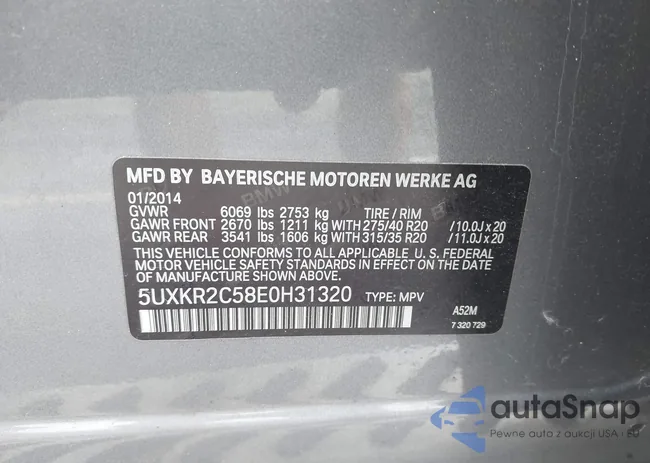 MFD BY BAYERISCHE MOTOREN WERKE AG
01/2014
GVWR 6069 lbs 2753 kg TIRE / RIM
GAWR FRONT 2670 lbs 1211 kg WITH 275/40 R20 /10.0J x 20
GAWR REAR 3541 lbs 1606 kg WITH 315/35 R20 /11.0J x 20
THIS VEHICLE CONFORMS TO ALL APPLICABLE U.S. FEDERAL
MOTOR VEHICLE SAFETY STANDARDS IN EFFECT ON THE DATE
OF MANUFACTURE SHOWN ABOVE.
5UXKR2C58E0H31320 TYPE: MPV A52M
7 320 729
autoSnap
Pewne auto z aukcji USA i EU